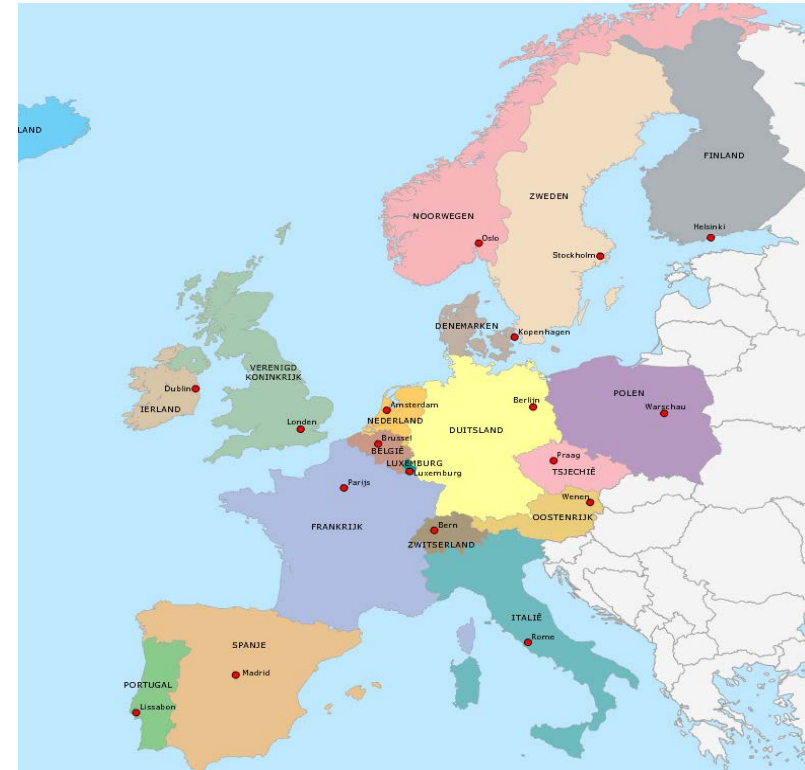 LAND
FINLAND
ZWEDEN
NOORWEGEN
Helsinki
Oslo
Stockholm
DENEMARKEN
Kopenhagen
VERENIGD
KONINKRIJK
Dublin
IERLAND
Londen
Amsterdam
NEDERLAND
Berlijn
DUITSLAND
POLEN
Warschau
Brussel
BELGIË
LUXEMBURG
Luxemburg
Praag
TSJECHIË
Parijs
Wenen
OOSTENRIJK
FRANKRIJK
Bern
ZWITSERLAND
ITALIË
Rome
SPANJE
Madrid
PORTUGAL
Lissabon